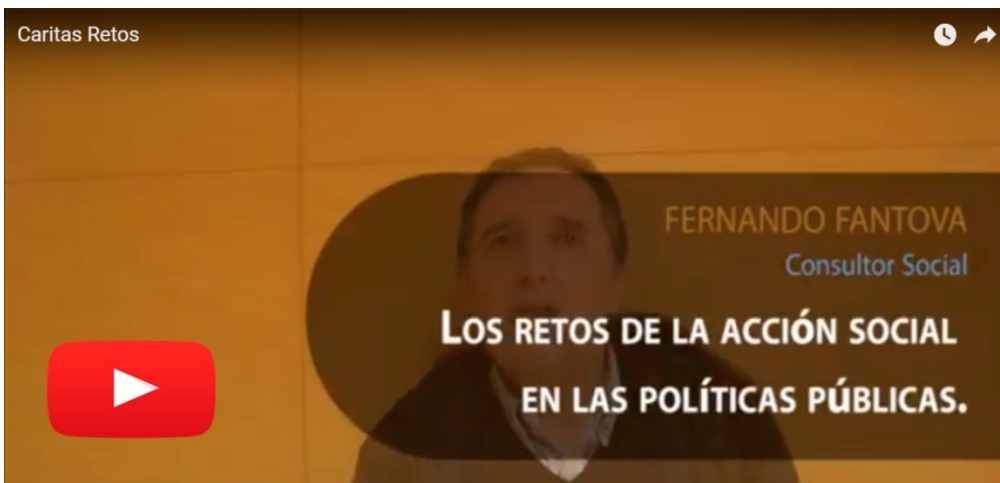 Caritas Retos
FERNANDO FANTOVA
Consultor Social
LOS RETOS DE LA ACCIÓN SOCIAL
EN LAS POLÍTICAS PÚBLICAS.